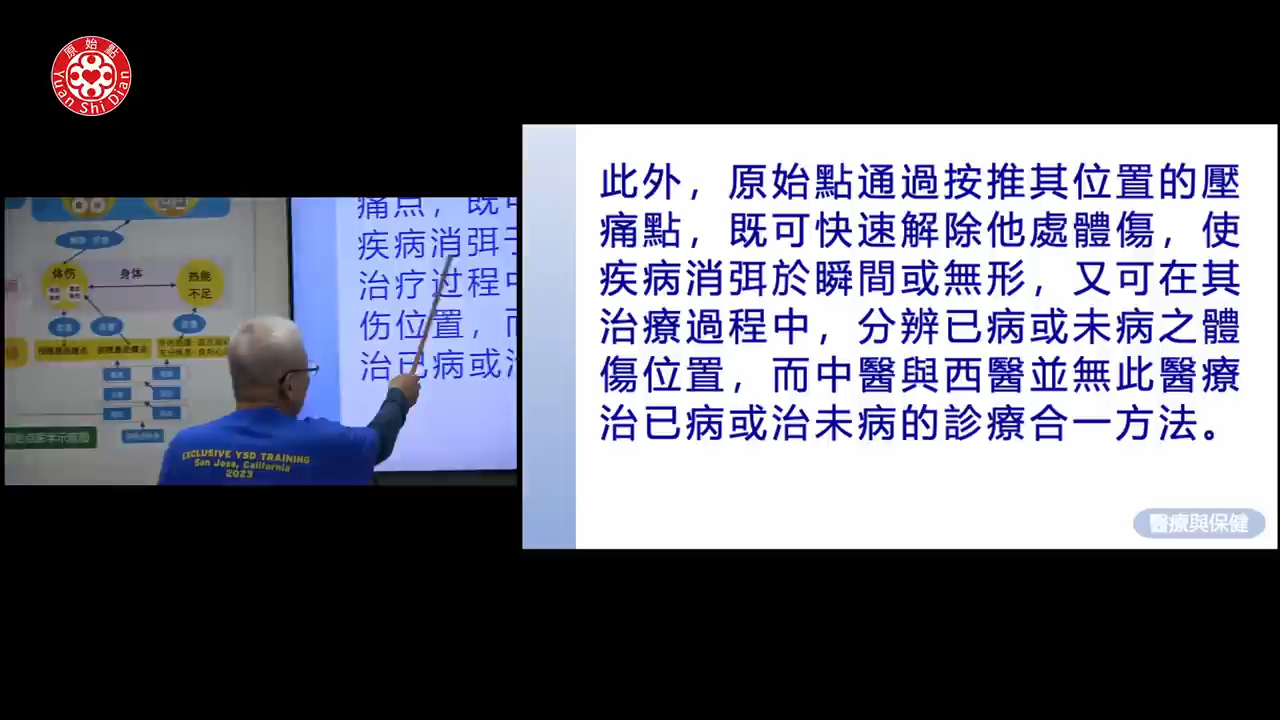 原始點
Yuan Shi Dian
体伤
身体
热能
不足
痛点，既
疾病消弭
治疗过程
伤位置，
治已病或
EXCLUSIVE YSD TRAINING
San Jose, California
2023
此外，原始點通過按推其位置的壓
痛點，既可快速解除他處體傷，使
疾病消弭於瞬間或無形，又可在其
治療過程中，分辨已病或未病之體
傷位置，而中醫與西醫並無此醫療
治已病或治未病的診療合一方法。
醫療與保健